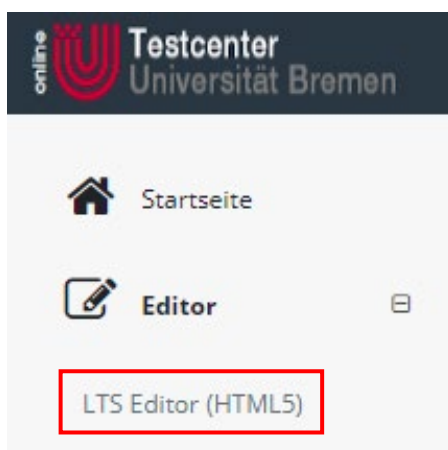 online
Testcenter
Universität Bremen
Startseite
Editor
LTS Editor (HTML5)